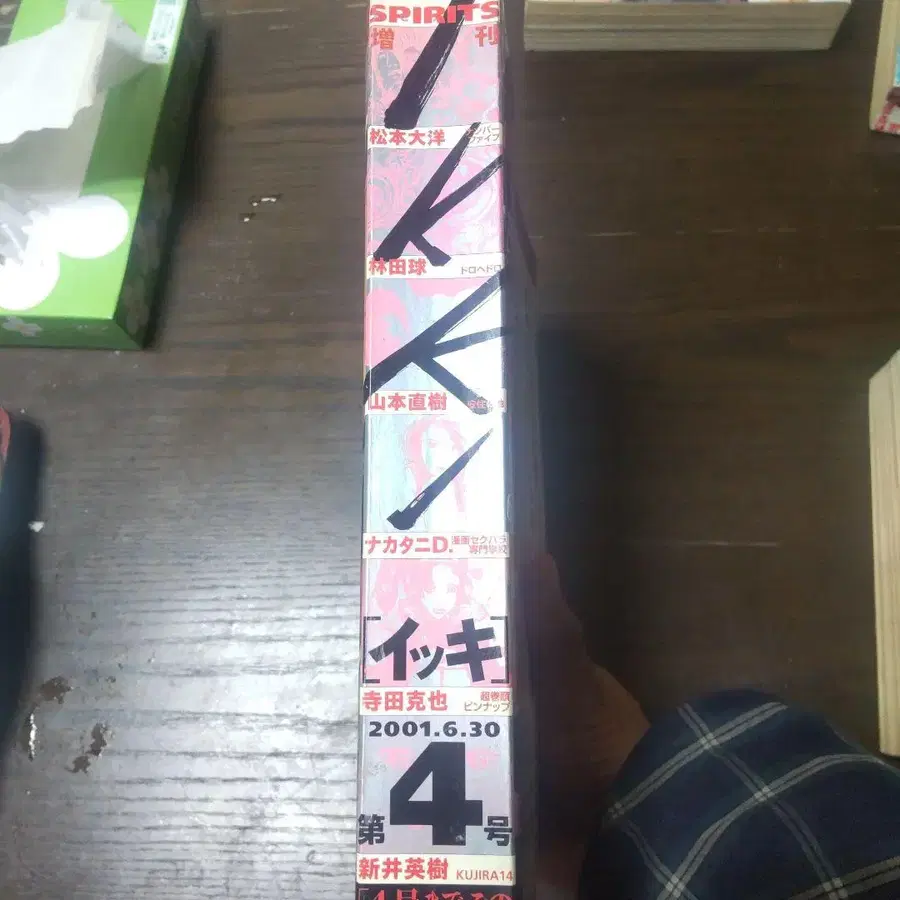 SPIRITS
増刊
IKKI
松本大洋 ナンバーファイブ
林田球 ドロヘドロ
山本直樹
ナカタニD. 漫画セクハラ
専門学校
[イッキ]
寺田克也 超巻頭
ピンナップ
2001.6.30
第4号
新井英樹 KUJIRA14